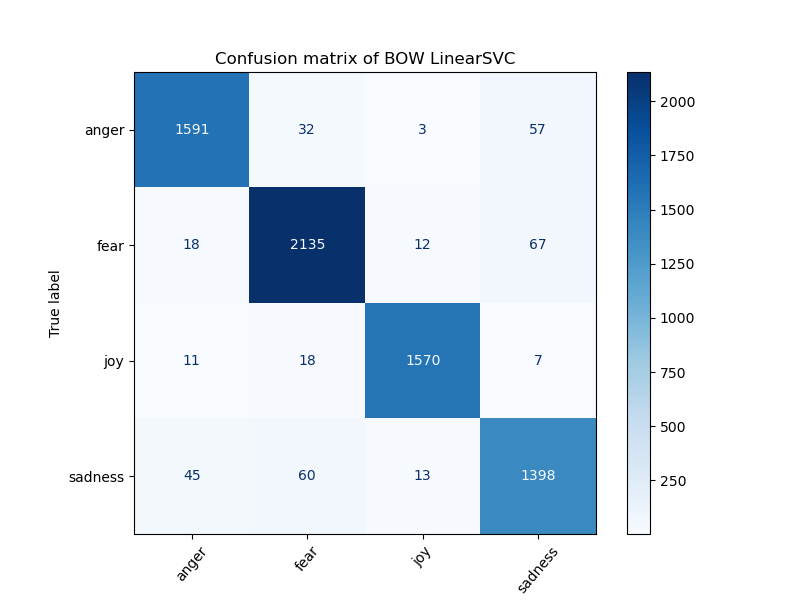 Confusion matrix of BOW LinearSVC
True label
anger 1591 32 3 57
fear 18 2135 12 67
joy 11 18 1570 7
sadness 45 60 13 1398
anger fear joy sadness
2000
1750
1500
1250
1000
750
500
250